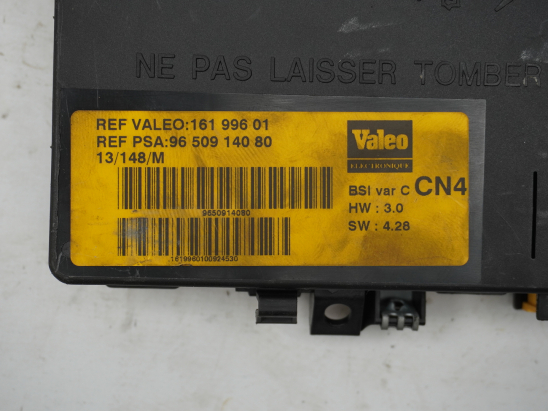 NE PAS LAISSER TOMBER
REF VALEO:161 996 01
REF PSA:96 509 140 80
13/148/M
Valeo
ELECTRONIQUE
BSI var C CN4
HW : 3.0
SW : 4.28
9650914080
1619960100924530